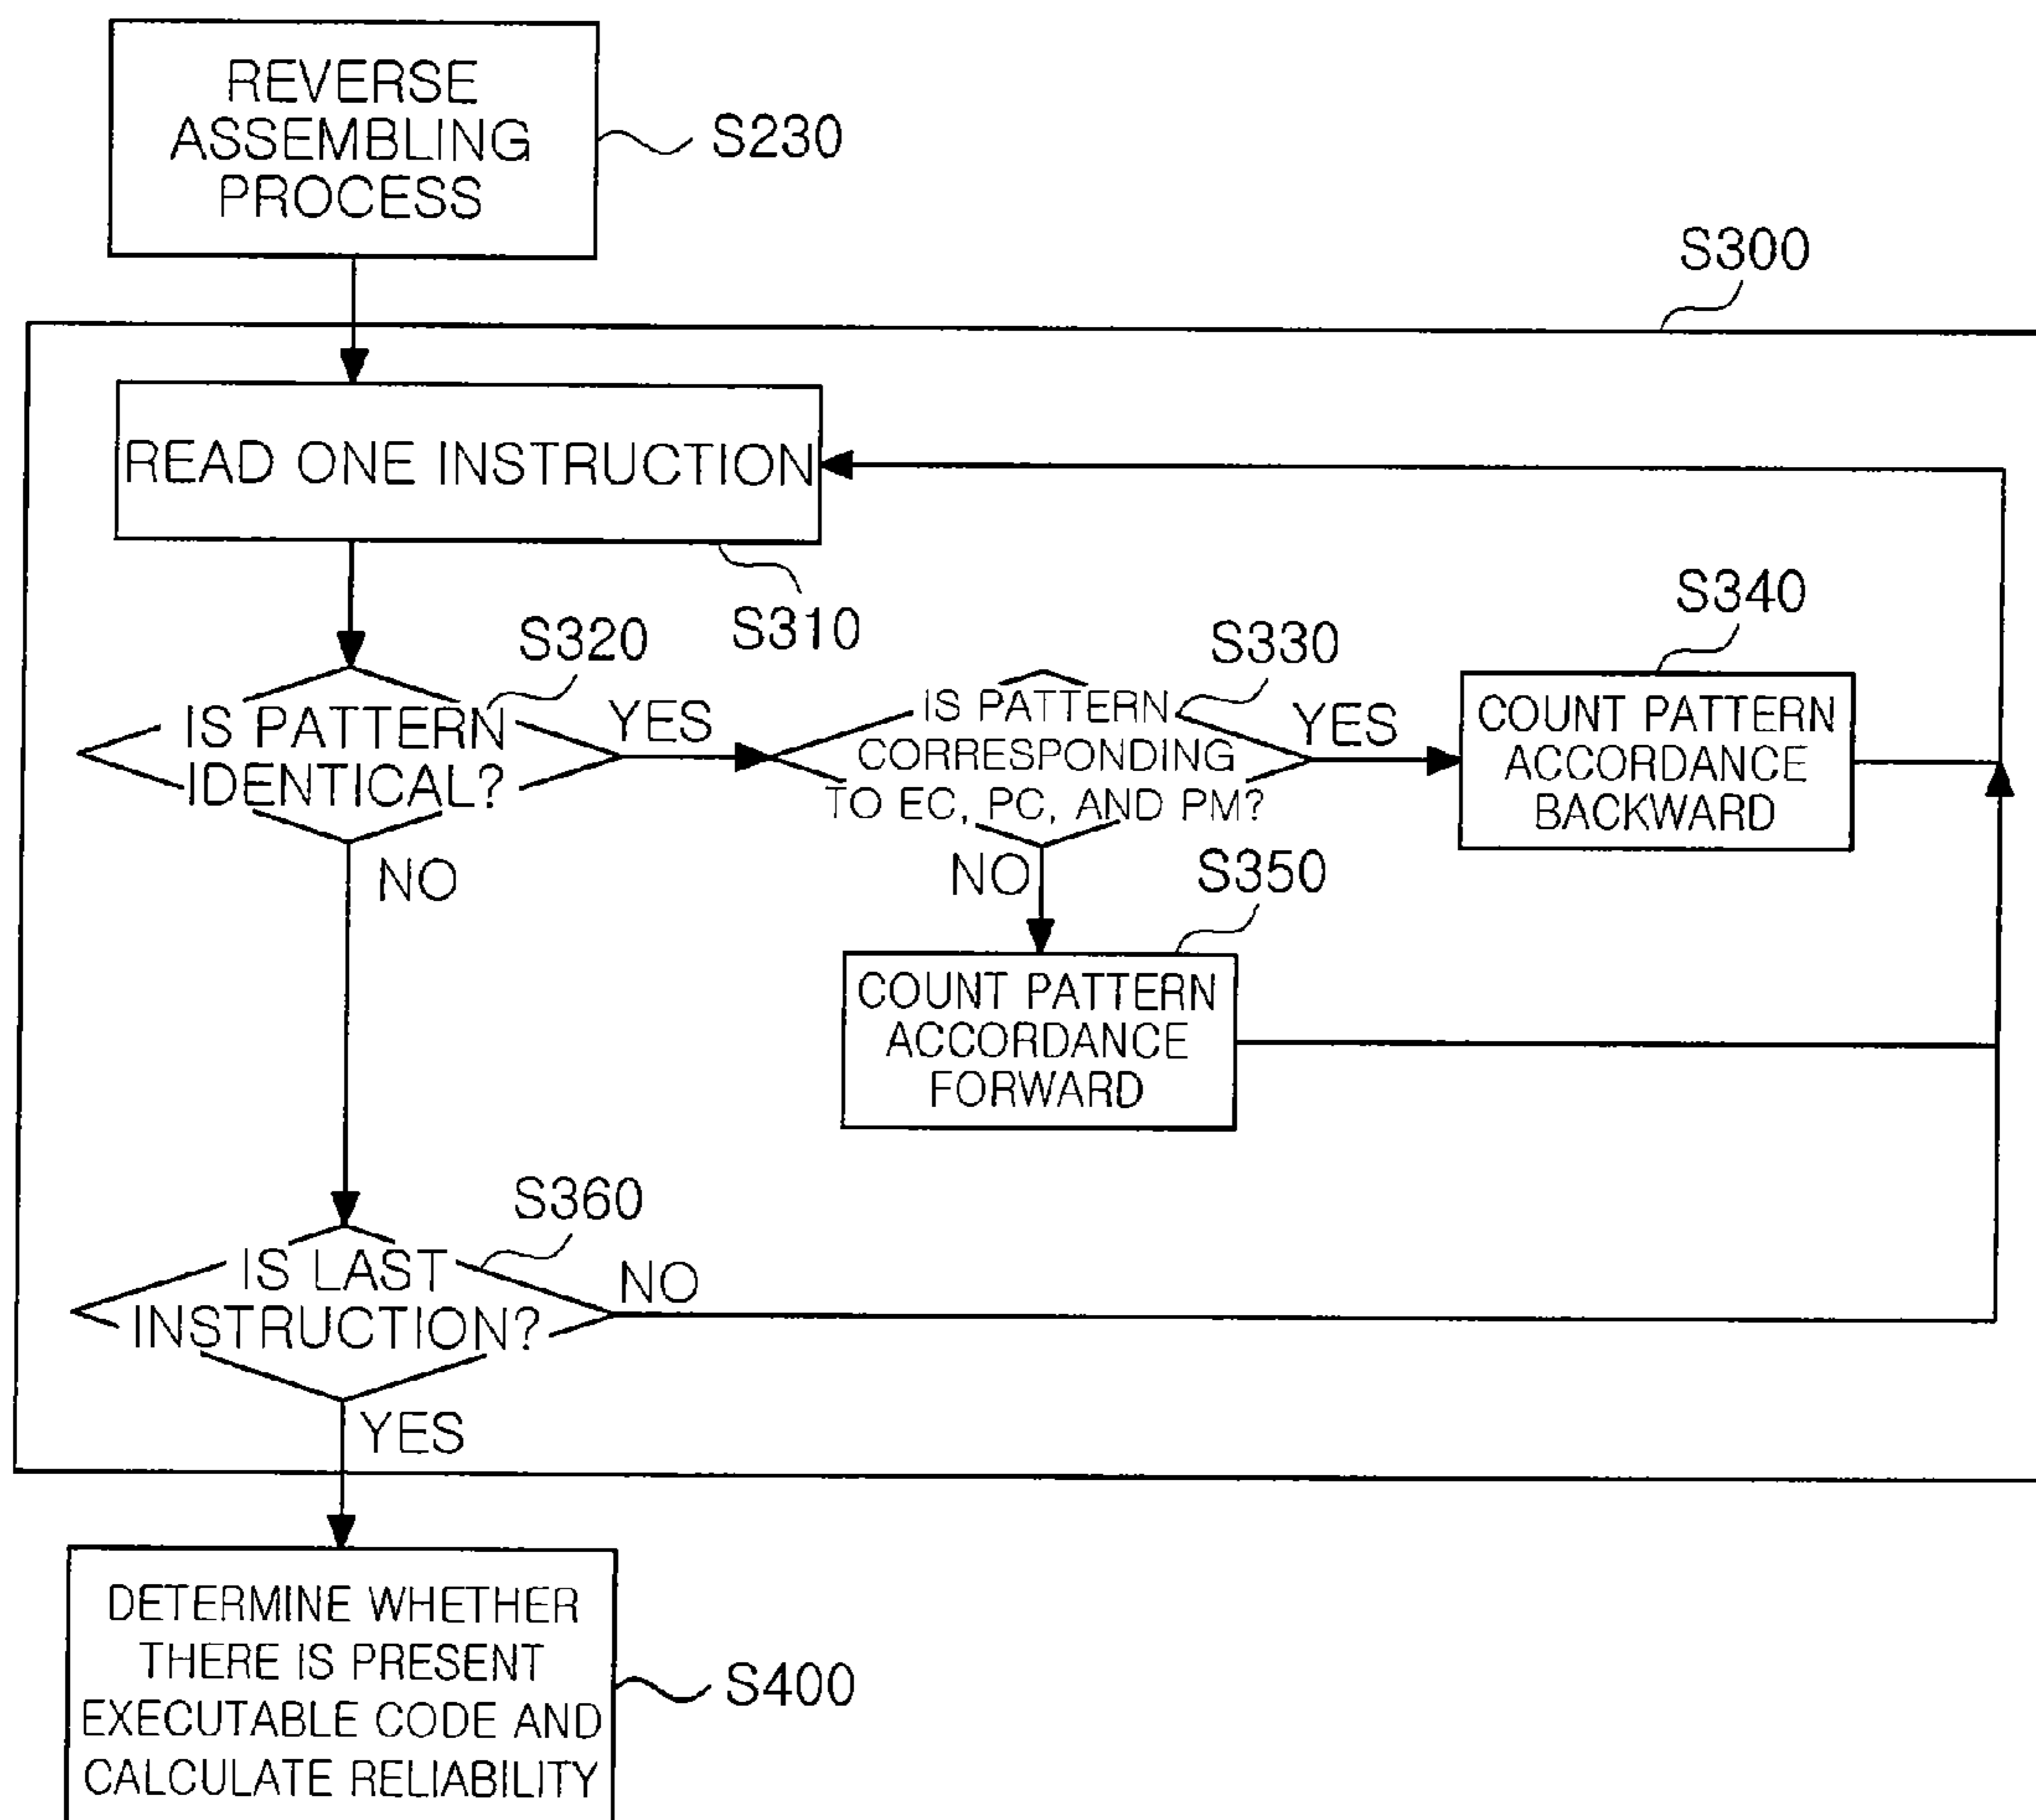 REVERSE
ASSEMBLING
PROCESS
S230
S300
READ ONE INSTRUCTION
S310
S320
IS PATTERN
IDENTICAL?
YES
NO
S330
IS PATTERN
CORRESPONDING
TO EC, PC, AND PM?
YES
NO
S340
COUNT PATTERN
ACCORDANCE
BACKWARD
S350
COUNT PATTERN
ACCORDANCE
FORWARD
S360
IS LAST
INSTRUCTION?
NO
YES
DETERMINE WHETHER
THERE IS PRESENT
EXECUTABLE CODE AND
CALCULATE RELIABILITY
S400